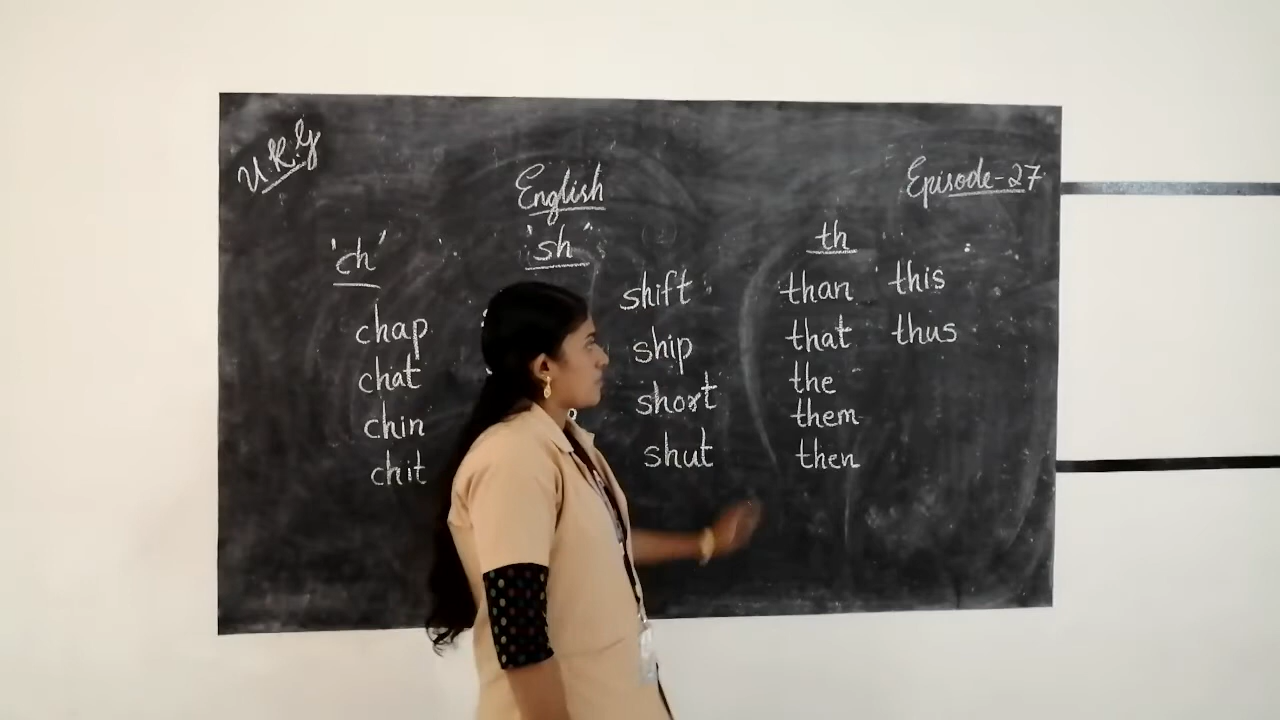 U.K.G
English
Episode-27
'ch'
chap
chat
chin
chit
'sh'
shift
ship
short
shut
th
than this
that thus
the
them
then